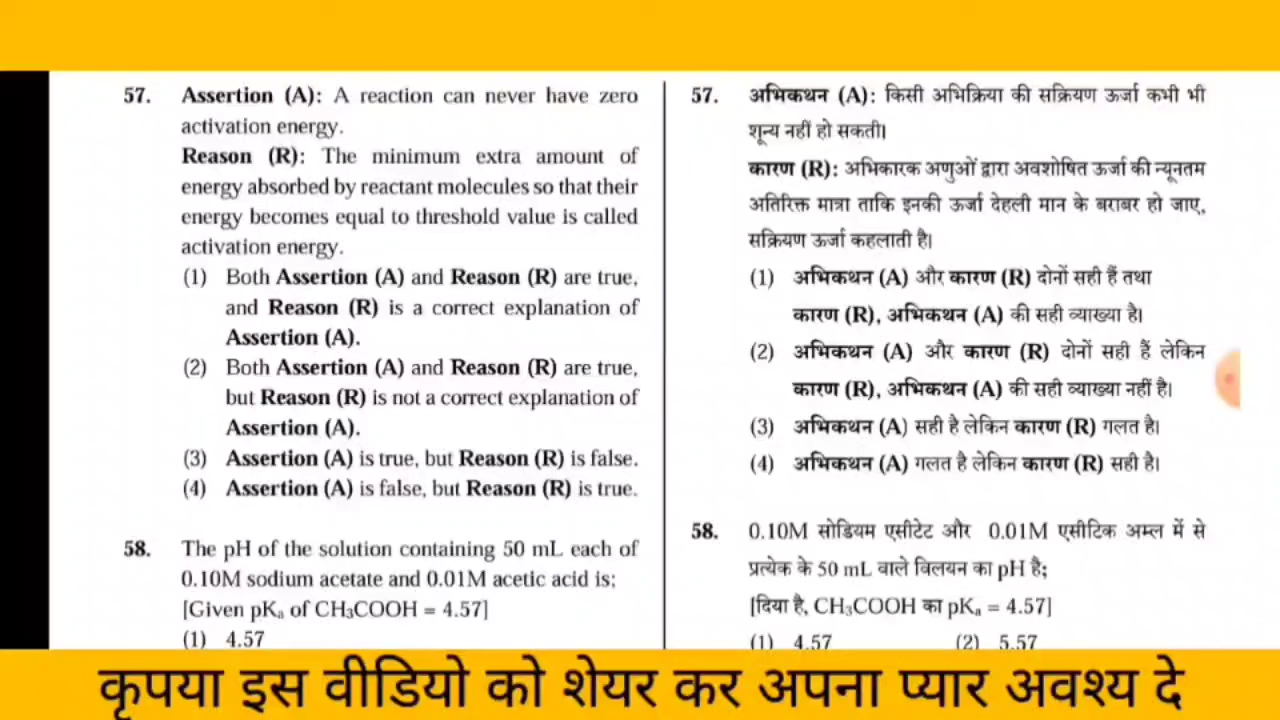 57. Assertion (A): A reaction can never have zero
activation energy.
Reason (R): The minimum extra amount of
energy absorbed by reactant molecules so that their
energy becomes equal to threshold value is called
activation energy.
(1) Both Assertion (A) and Reason (R) are true,
and Reason (R) is a correct explanation of
Assertion (A).
(2) Both Assertion (A) and Reason (R) are true,
but Reason (R) is not a correct explanation of
Assertion (A).
(3) Assertion (A) is true, but Reason (R) is false.
(4) Assertion (A) is false, but Reason (R) is true.
58. The pH of the solution containing 50 mL each of
0.10M sodium acetate and 0.01M acetic acid is;
[Given pKₐ of CH₃COOH = 4.57]
(1) 4.57
57. अभिकथन (A): किसी अभिक्रिया की सक्रियण ऊर्जा कभी भी
शून्य नहीं हो सकती।
कारण (R): अभिकारक अणुओं द्वारा अवशोषित ऊर्जा की न्यूनतम
अतिरिक्त मात्रा ताकि इनकी ऊर्जा देहली मान के बराबर हो जाए,
सक्रियण ऊर्जा कहलाती है।
(1) अभिकथन (A) और कारण (R) दोनों सही हैं तथा
कारण (R), अभिकथन (A) की सही व्याख्या है।
(2) अभिकथन (A) और कारण (R) दोनों सही हैं लेकिन
कारण (R), अभिकथन (A) की सही व्याख्या नहीं है।
(3) अभिकथन (A) सही है लेकिन कारण (R) गलत है।
(4) अभिकथन (A) गलत है लेकिन कारण (R) सही है।
58. 0.10M सोडियम एसीटेट और 0.01M एसीटिक अम्ल में से
प्रत्येक के 50 mL वाले विलयन का pH है;
[दिया है, CH₃COOH का pKₐ = 4.57]
(1) 4.57 (2) 5.57
कृपया इस वीडियो को शेयर कर अपना प्यार अवश्य दे